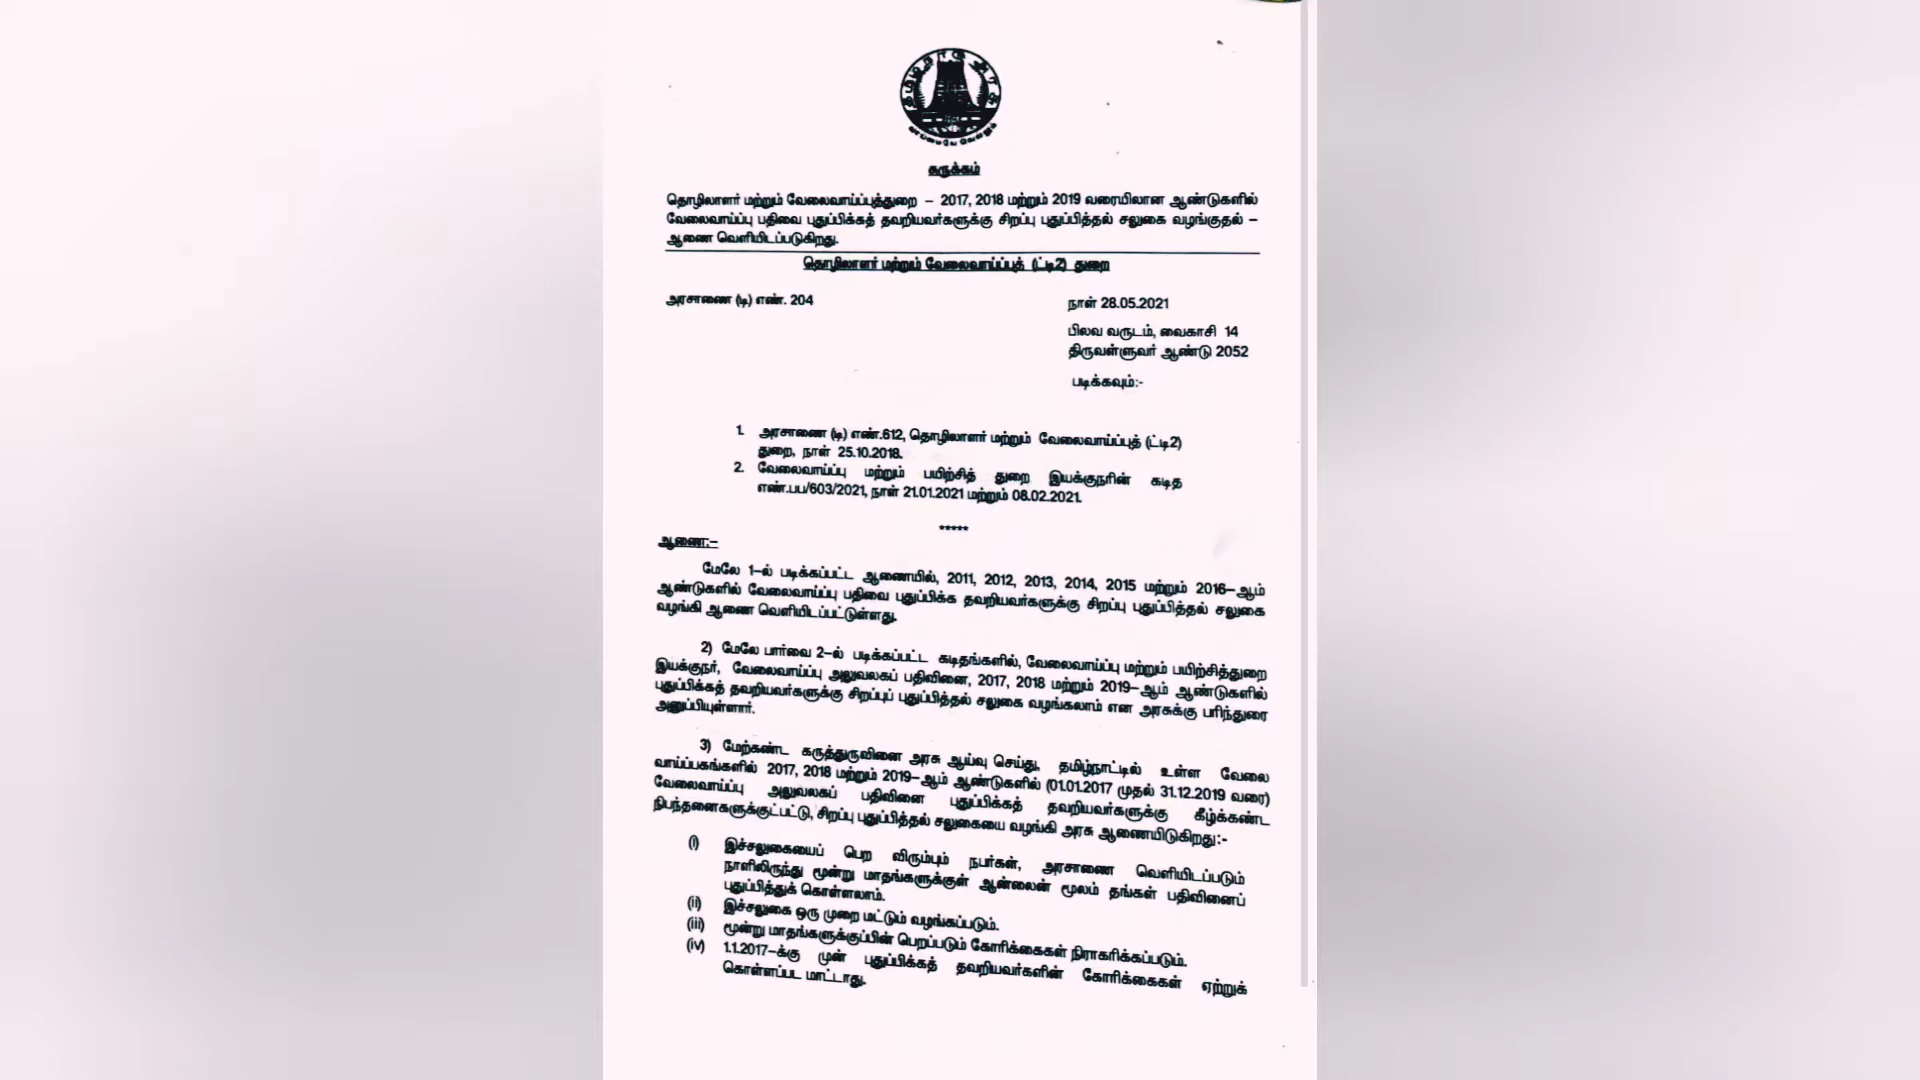 தமிழ்நாடு அரசு
வாய்மையே வெல்லும்
சுருக்கம்
தொழிலாளர் மற்றும் வேலைவாய்ப்புத்துறை – 2017, 2018 மற்றும் 2019 வரையிலான ஆண்டுகளில்
வேலைவாய்ப்பு பதிவை புதுப்பிக்கத் தவறியவர்களுக்கு சிறப்பு புதுப்பித்தல் சலுகை வழங்குதல் –
ஆணை வெளியிடப்படுகிறது.
தொழிலாளர் மற்றும் வேலைவாய்ப்புத் (ட்டி2) துறை
அரசாணை (டி) எண். 204
நாள் 28.05.2021
பிலவ வருடம், வைகாசி 14
திருவள்ளுவர் ஆண்டு 2052
படிக்கவும்:-
1. அரசாணை (டி) எண்.612, தொழிலாளர் மற்றும் வேலைவாய்ப்புத் (ட்டி2)
துறை, நாள் 25.10.2018.
2. வேலைவாய்ப்பு மற்றும் பயிற்சித் துறை இயக்குநரின் கடித
எண்.பப/603/2021, நாள் 21.01.2021 மற்றும் 08.02.2021.
*****
ஆணை:–
மேலே 1–ல் படிக்கப்பட்ட ஆணையில், 2011, 2012, 2013, 2014, 2015 மற்றும் 2016–ஆம்
ஆண்டுகளில் வேலைவாய்ப்பு பதிவை புதுப்பிக்க தவறியவர்களுக்கு சிறப்பு புதுப்பித்தல் சலுகை
வழங்கி ஆணை வெளியிடப்பட்டுள்ளது.
2) மேலே பார்வை 2–ல் படிக்கப்பட்ட கடிதங்களில், வேலைவாய்ப்பு மற்றும் பயிற்சித்துறை
இயக்குநர், வேலைவாய்ப்பு அலுவலகப் பதிவினை, 2017, 2018 மற்றும் 2019–ஆம் ஆண்டுகளில்
புதுப்பிக்கத் தவறியவர்களுக்கு சிறப்புப் புதுப்பித்தல் சலுகை வழங்கலாம் என அரசுக்கு பரிந்துரை
அனுப்பியுள்ளார்.
3) மேற்கண்ட கருத்துருவினை அரசு ஆய்வு செய்து, தமிழ்நாட்டில் உள்ள வேலை
வாய்ப்பகங்களில் 2017, 2018 மற்றும் 2019–ஆம் ஆண்டுகளில் (01.01.2017 முதல் 31.12.2019 வரை)
வேலைவாய்ப்பு அலுவலகப் பதிவினை புதுப்பிக்கத் தவறியவர்களுக்கு கீழ்க்கண்ட
நிபந்தனைகளுக்குட்பட்டு, சிறப்பு புதுப்பித்தல் சலுகையை வழங்கி அரசு ஆணையிடுகிறது:-
(i) இச்சலுகையைப் பெற விரும்பும் நபர்கள், அரசாணை வெளியிடப்படும்
நாளிலிருந்து மூன்று மாதங்களுக்குள் ஆன்லைன் மூலம் தங்கள் பதிவினைப்
புதுப்பித்துக் கொள்ளலாம்.
(ii) இச்சலுகை ஒரு முறை மட்டும் வழங்கப்படும்.
(iii) மூன்று மாதங்களுக்குப்பின் பெறப்படும் கோரிக்கைகள் நிராகரிக்கப்படும்.
(iv) 1.1.2017–க்கு முன் புதுப்பிக்கத் தவறியவர்களின் கோரிக்கைகள் ஏற்றுக்
கொள்ளப்பட மாட்டாது.